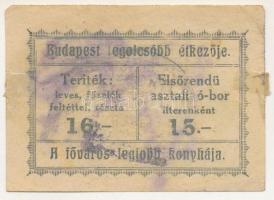 Budapest legolcsóbb étkezője.
Teríték:
leves, főzelék
feltéttel, tészta
16.-
Elsőrendű
asztali ó-bor
literenként
15.-
A főváros legjobb konyhája.